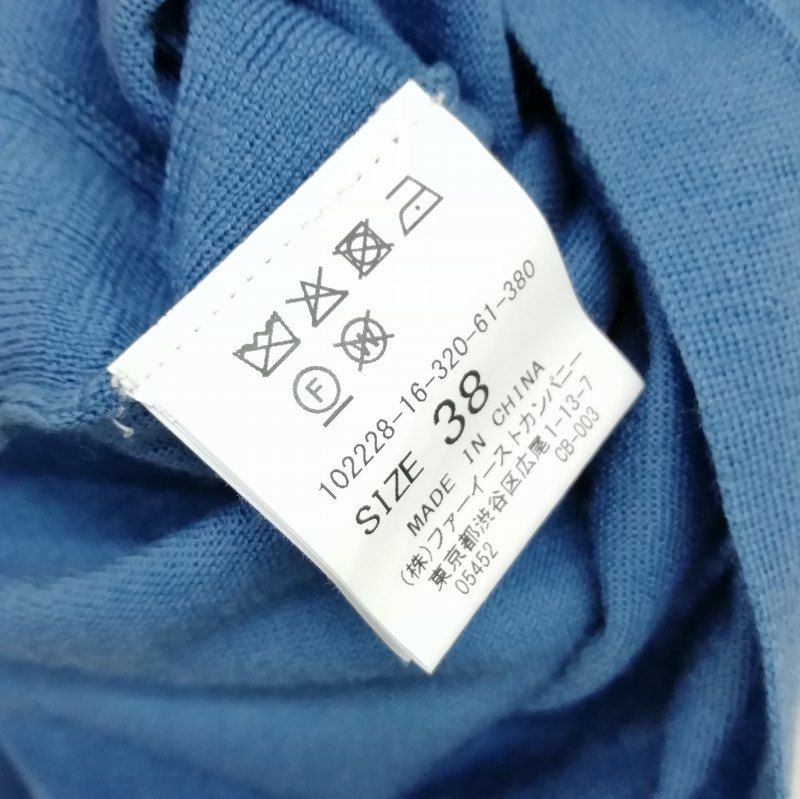 F
W
102228-16-320-61-380
SIZE 38
MADE IN CHINA
(株)ファーイーストカンパニー
東京都渋谷区広尾1-13-7
05452 CB-003